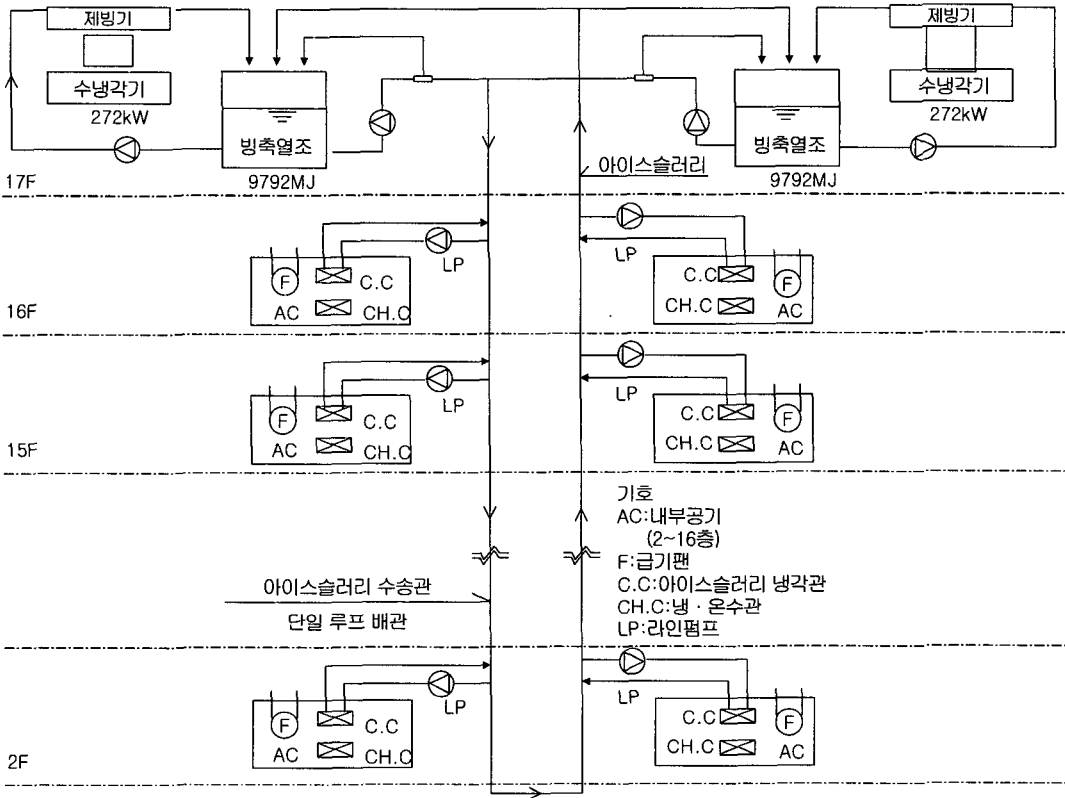 제빙기
수냉각기
272kW
빙축열조
9792MJ
제빙기
수냉각기
272kW
빙축열조
9792MJ
아이스슬러리
17F
LP
F
C.C
AC
CH.C
LP
C.C
F
CH.C
AC
16F
LP
F
C.C
AC
CH.C
LP
C.C
F
CH.C
AC
15F
기호
AC:내부공기
(2~16층)
F:급기팬
C.C:아이스슬러리 냉각관
CH.C:냉·온수관
LP:라인펌프
아이스슬러리 수송관
단일 루프 배관
LP
F
C.C
AC
CH.C
LP
C.C
F
CH.C
AC
2F